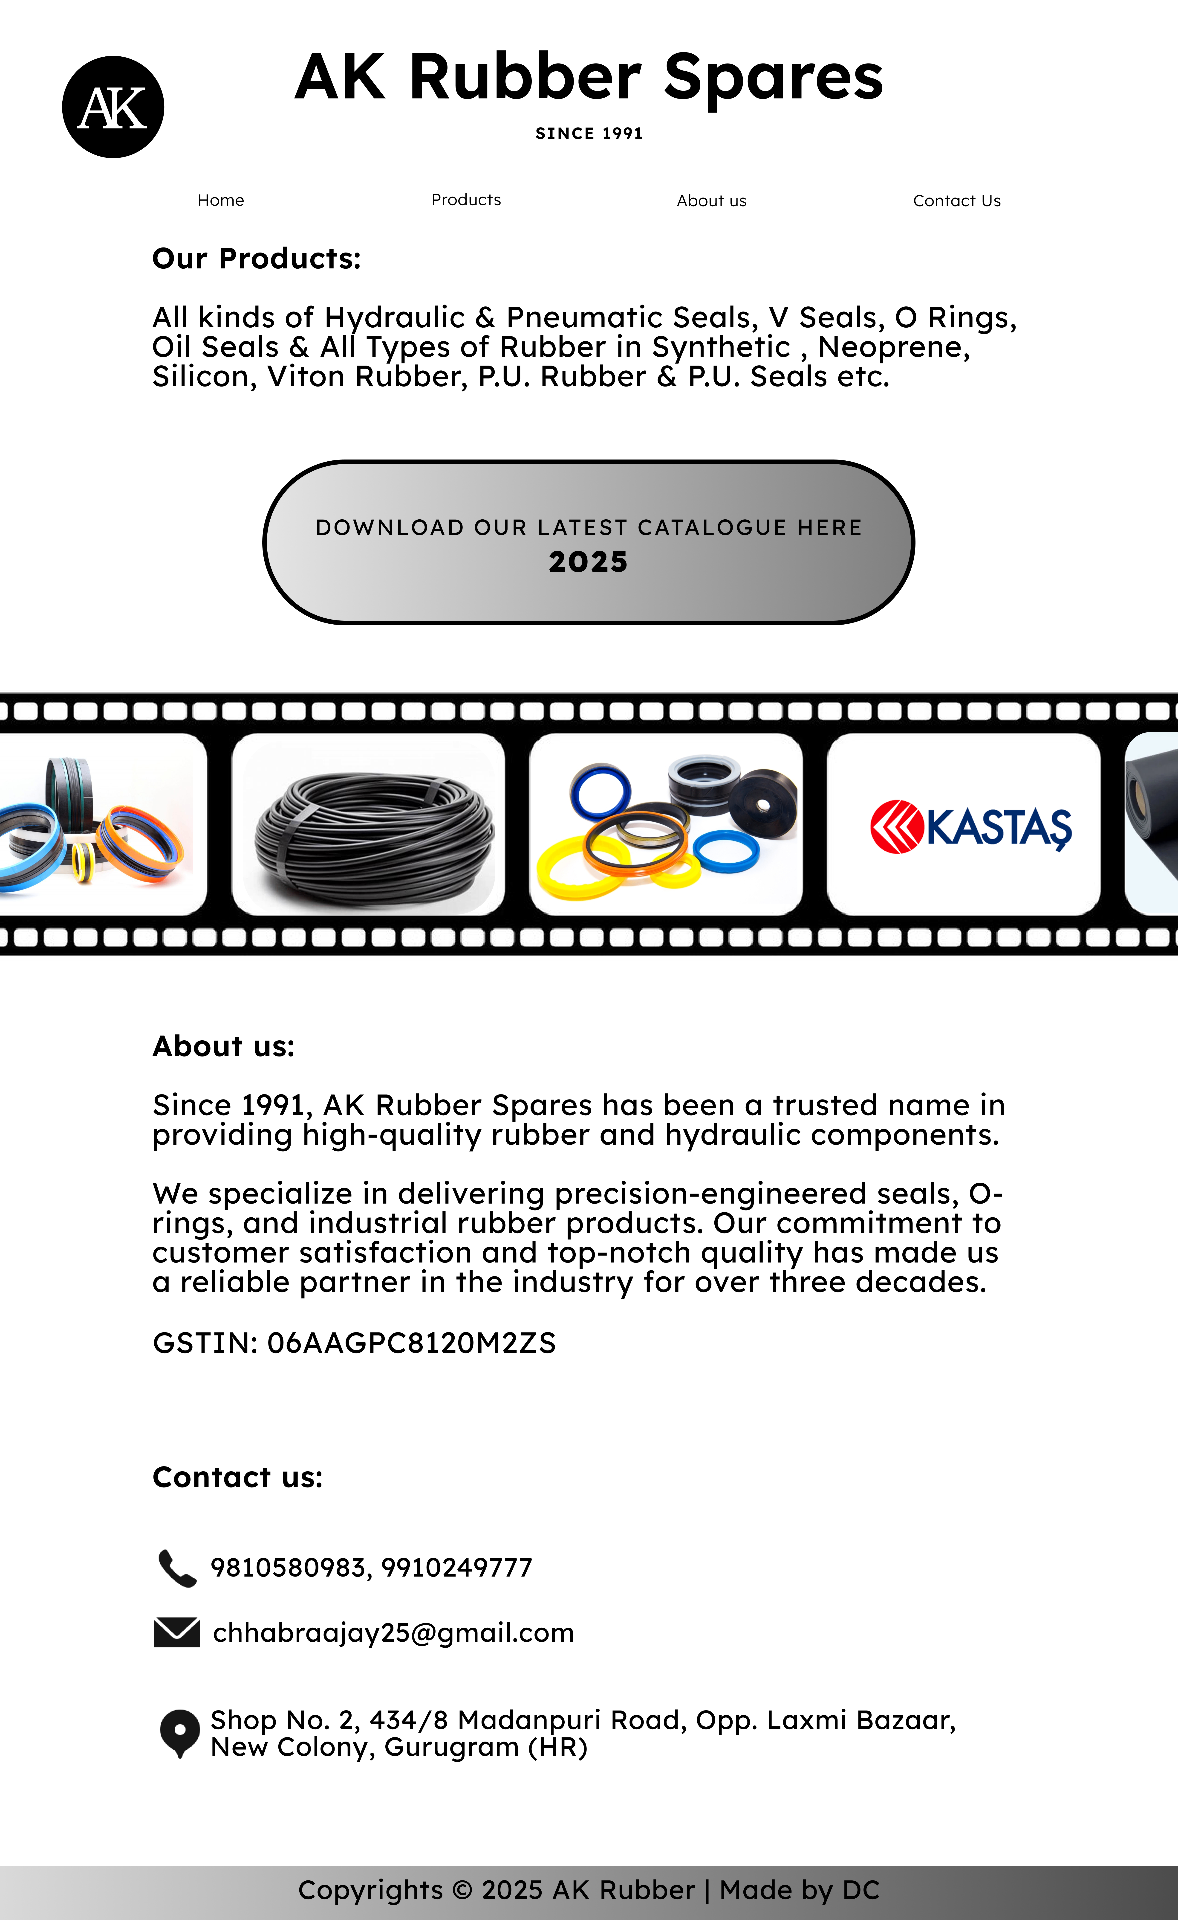 AK
AK Rubber Spares
SINCE 1991
Home
Products
About us
Contact Us
Our Products:
All kinds of Hydraulic & Pneumatic Seals, V Seals, O Rings,
Oil Seals & All Types of Rubber in Synthetic , Neoprene,
Silicon, Viton Rubber, P.U. Rubber & P.U. Seals etc.
DOWNLOAD OUR LATEST CATALOGUE HERE
2025
KASTAŞ
About us:
Since 1991, AK Rubber Spares has been a trusted name in
providing high-quality rubber and hydraulic components.
We specialize in delivering precision-engineered seals, O-
rings, and industrial rubber products. Our commitment to
customer satisfaction and top-notch quality has made us
a reliable partner in the industry for over three decades.
GSTIN: 06AAGPC8120M2ZS
Contact us:
9810580983, 9910249777
chhabraajay25@gmail.com
Shop No. 2, 434/8 Madanpuri Road, Opp. Laxmi Bazaar,
New Colony, Gurugram (HR)
Copyrights © 2025 AK Rubber | Made by DC